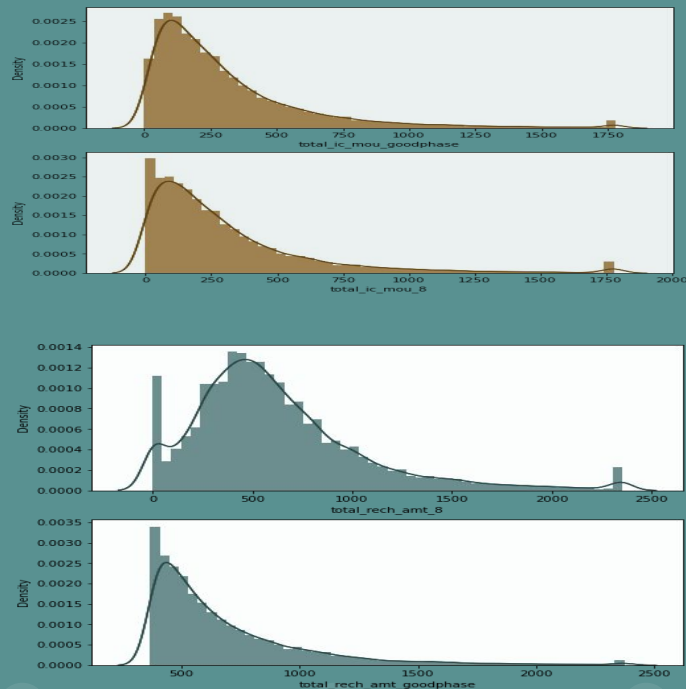 Density
0.0025
0.0020
0.0015
0.0010
0.0005
0.0000
0 250 500 750 1000 1250 1500 1750
total_ic_mou_goodphase
Density
0.0030
0.0025
0.0020
0.0015
0.0010
0.0005
0.0000
0 250 500 750 1000 1250 1500 1750 2000
total_ic_mou_8
Density
0.0014
0.0012
0.0010
0.0008
0.0006
0.0004
0.0002
0.0000
0 500 1000 1500 2000 2500
total_rech_amt_8
Density
0.0035
0.0030
0.0025
0.0020
0.0015
0.0010
0.0005
0.0000
500 1000 1500 2000 2500
total_rech_amt_goodphase